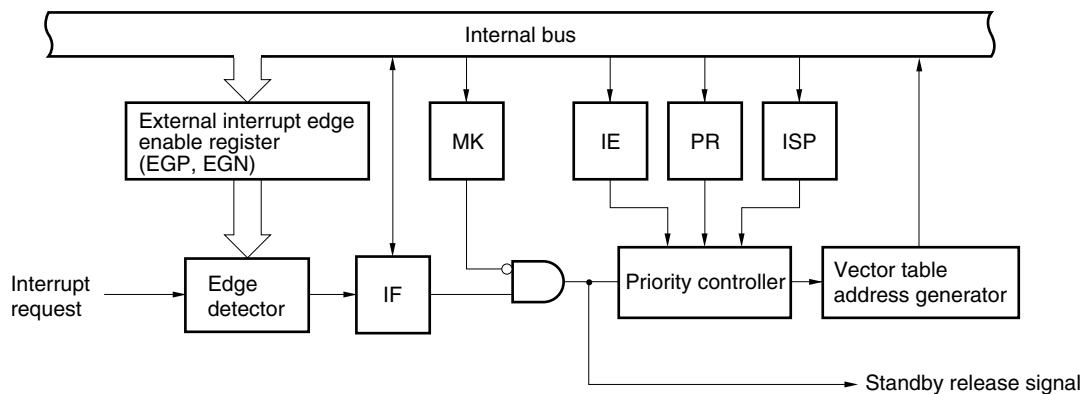 Internal bus
External interrupt edge
enable register
(EGP, EGN)
MK
IE
PR
ISP
Interrupt
request
Edge
detector
IF
Priority controller
Vector table
address generator
Standby release signal